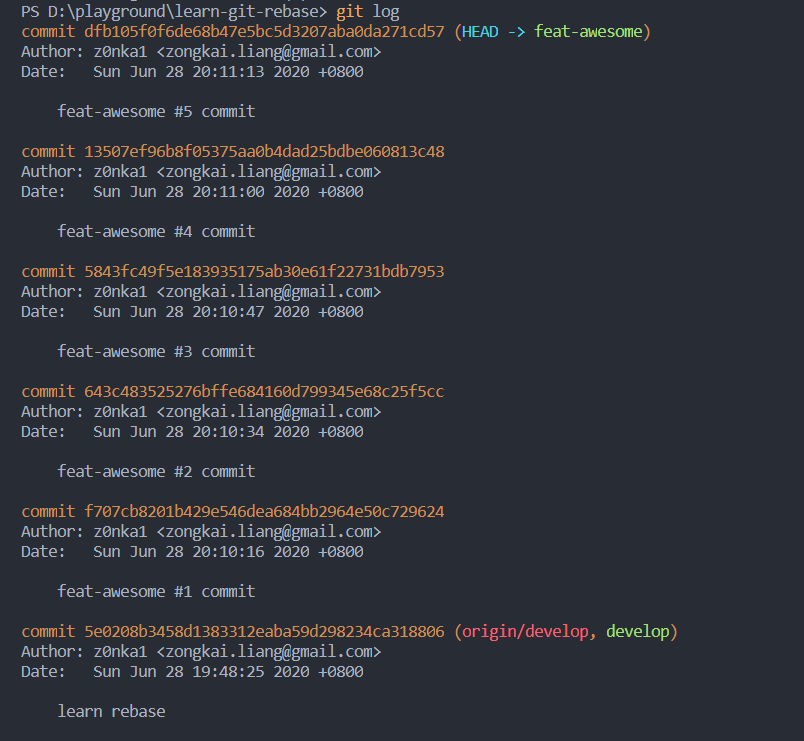 PS D:\playground\learn-git-rebase> git log
commit dfb105f0f6de68b47e5bc5d3207aba0da271cd57 (HEAD -> feat-awesome)
Author: z0nka1 <zongkai.liang@gmail.com>
Date:   Sun Jun 28 20:11:13 2020 +0800
feat-awesome #5 commit
commit 13507ef96b8f05375aa0b4dad25bdbe060813c48
Author: z0nka1 <zongkai.liang@gmail.com>
Date:   Sun Jun 28 20:11:00 2020 +0800
feat-awesome #4 commit
commit 5843fc49f5e183935175ab30e61f22731bdb7953
Author: z0nka1 <zongkai.liang@gmail.com>
Date:   Sun Jun 28 20:10:47 2020 +0800
feat-awesome #3 commit
commit 643c483525276bffe684160d799345e68c25f5cc
Author: z0nka1 <zongkai.liang@gmail.com>
Date:   Sun Jun 28 20:10:34 2020 +0800
feat-awesome #2 commit
commit f707cb8201b429e546dea684bb2964e50c729624
Author: z0nka1 <zongkai.liang@gmail.com>
Date:   Sun Jun 28 20:10:16 2020 +0800
feat-awesome #1 commit
commit 5e0208b3458d1383312eaba59d298234ca318806 (origin/develop, develop)
Author: z0nka1 <zongkai.liang@gmail.com>
Date:   Sun Jun 28 19:48:25 2020 +0800
learn rebase